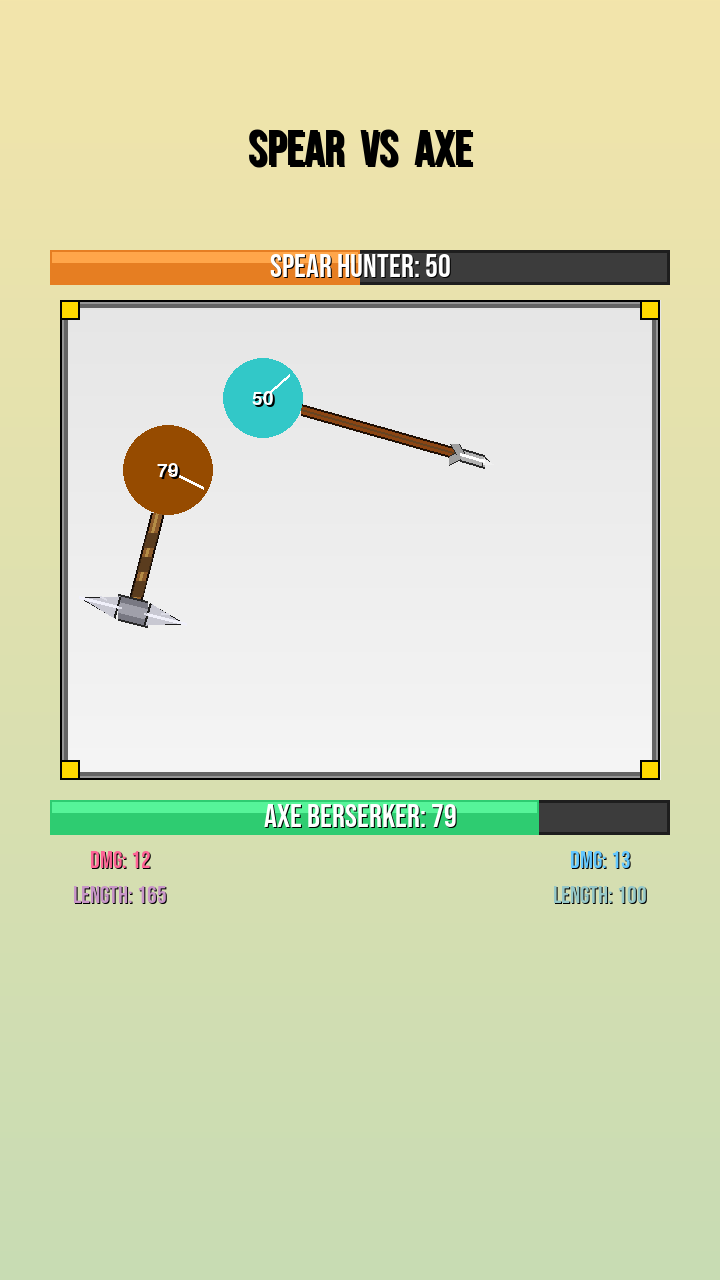 SPEAR VS AXE
SPEAR HUNTER: 50
50
79
AXE BERSERKER: 79
DMG: 12
DMG: 13
LENGTH: 165
LENGTH: 100